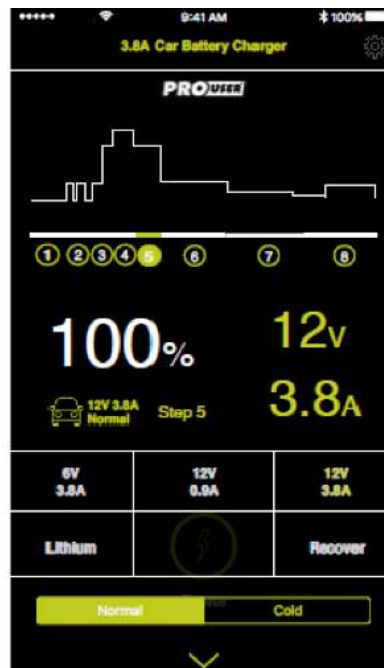 9:41 AM 100%
3.8A Car Battery Charger
PRO USER
1 2 3 4 5 6 7 8
100% 12V
3.8A
12V 3.8A
Normal Step 5
6V 12V 12V
3.8A 0.9A 3.8A
Lithium Recover
Normal Cold